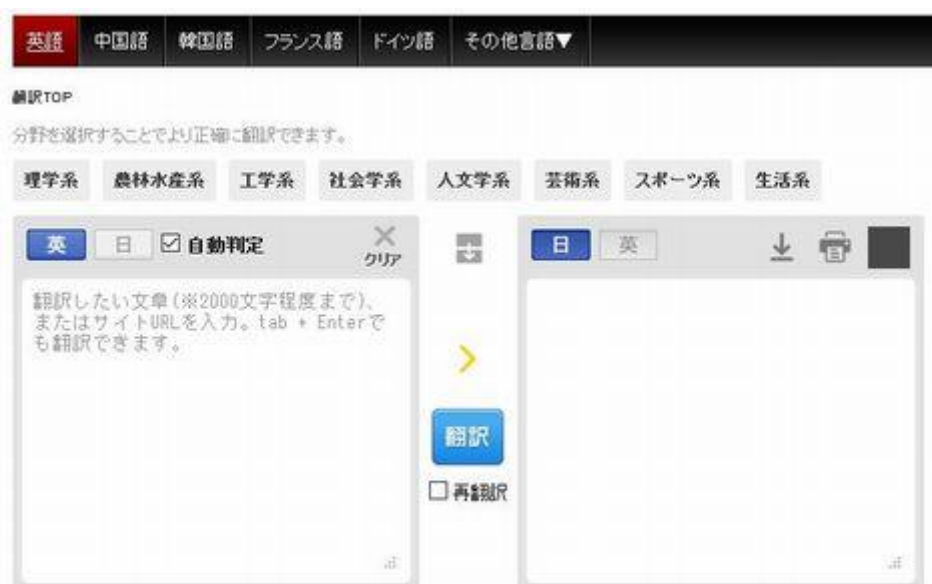 英語 中国語 韓国語 フランス語 ドイツ語 その他言語▼
翻訳TOP
分野を選択することでより正確に翻訳できます。
理学系 農林水産系 工学系 社会学系 人文学系 芸術系 スポーツ系 生活系
英 日 自動判定 クリア
日 英
翻訳したい文章(※2000文字程度まで)、
またはサイトURLを入力。tab + Enterで
も翻訳できます。
翻訳
再翻訳